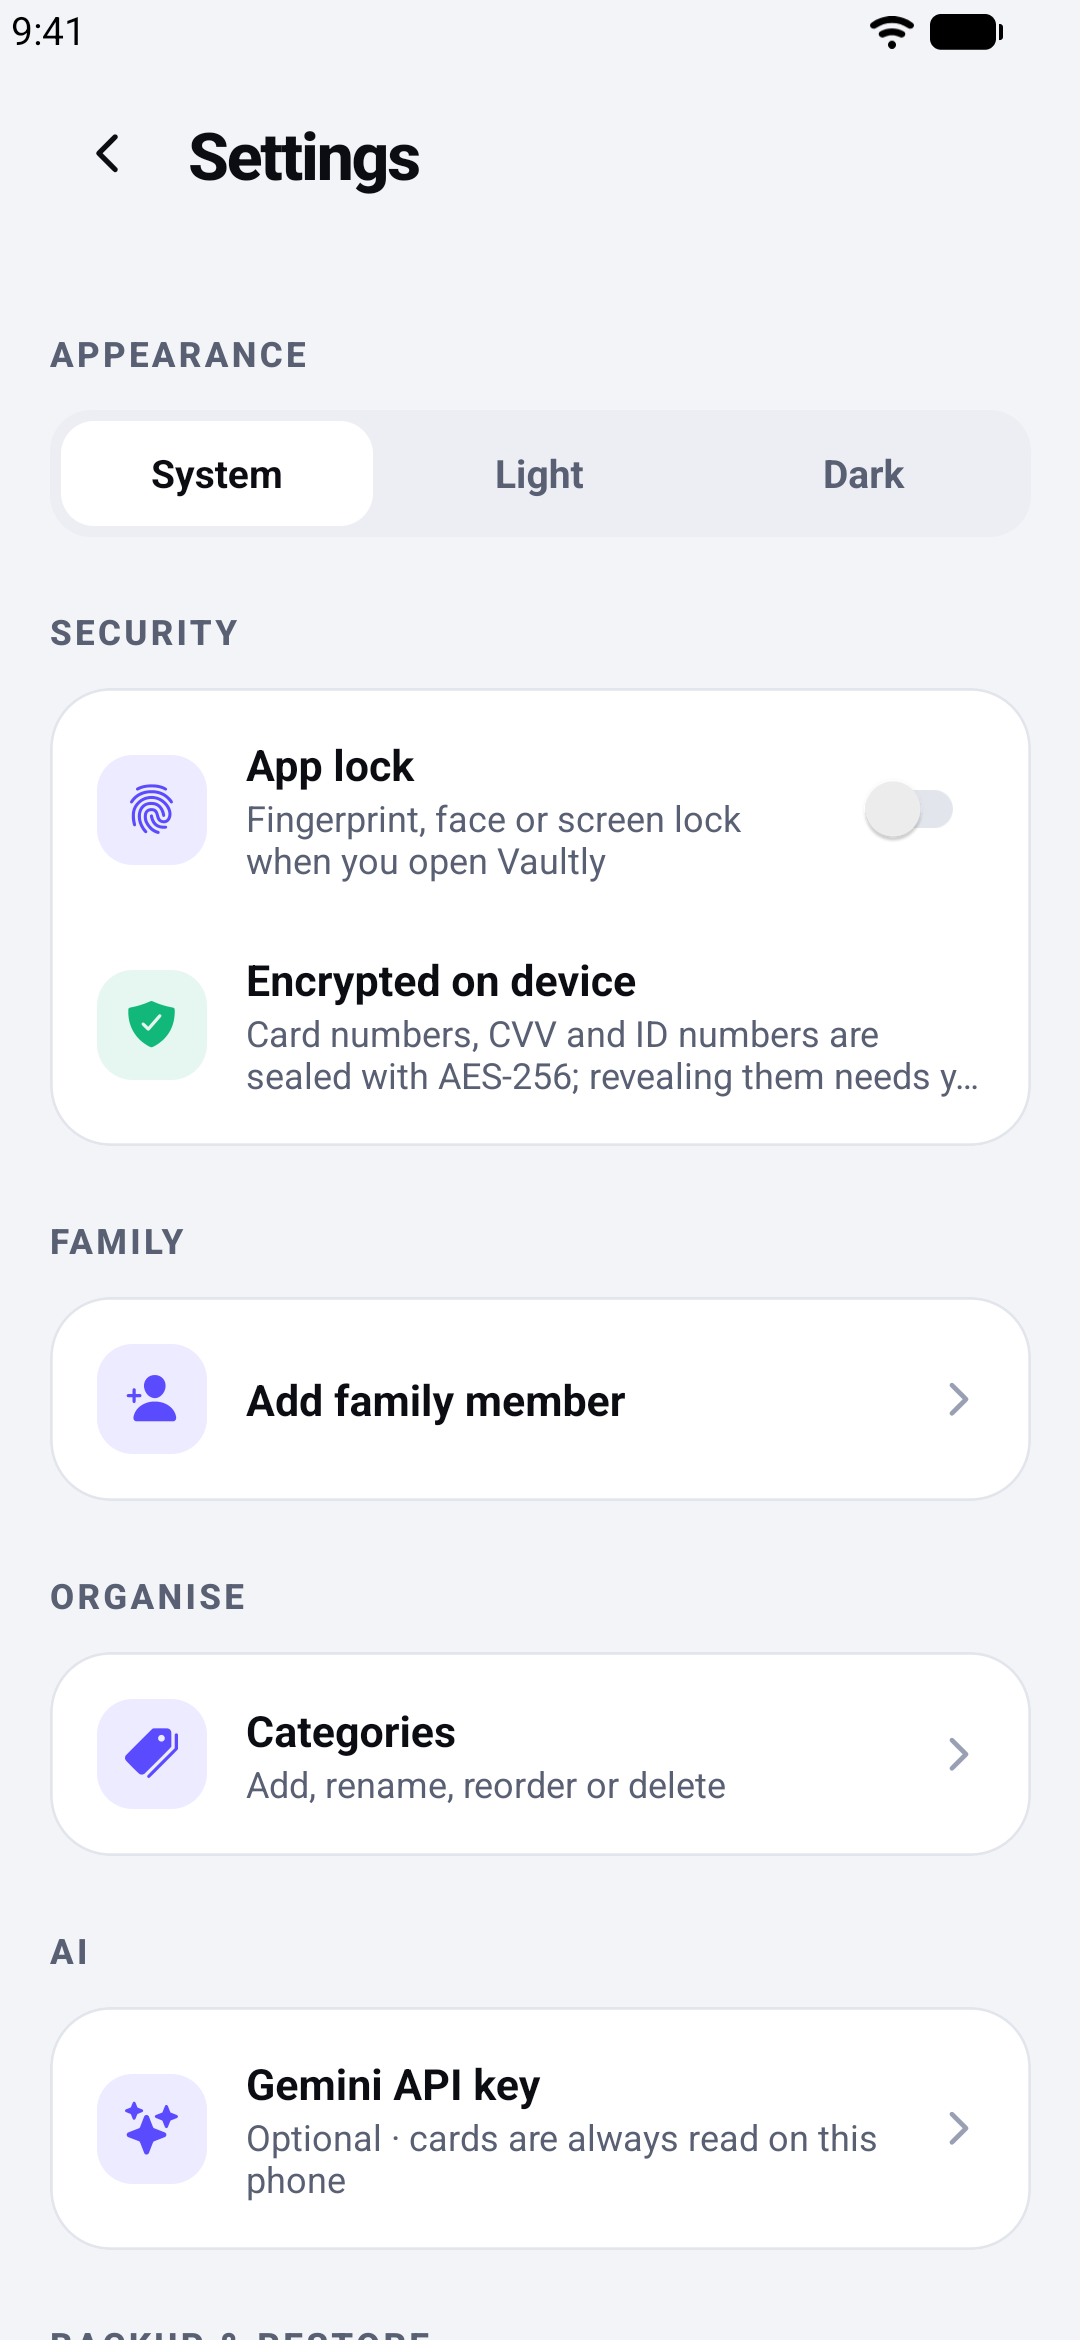 9:41
Settings
APPEARANCE
System
Light
Dark
SECURITY
App lock
Fingerprint, face or screen lock
when you open Vaultly
Encrypted on device
Card numbers, CVV and ID numbers are
sealed with AES-256; revealing them needs y...
FAMILY
Add family member
ORGANISE
Categories
Add, rename, reorder or delete
AI
Gemini API key
Optional · cards are always read on this
phone
BACKUP & RESTORE